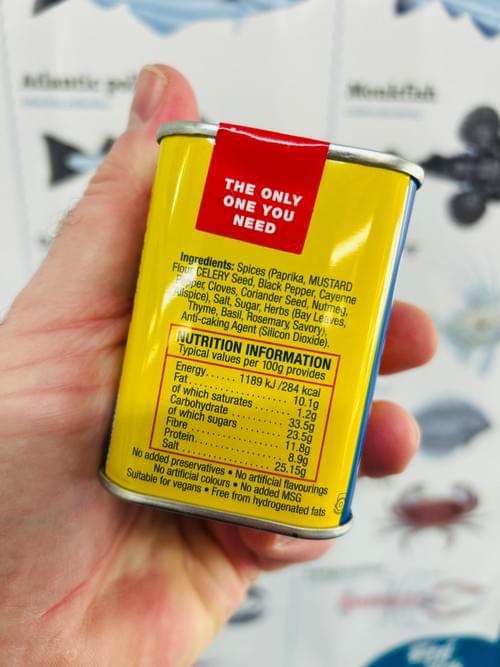 Atlantic
Monkfish
THE ONLY
ONE YOU
NEED
Ingredients: Spices (Paprika, MUSTARD
Flour, CELERY Seed, Black Pepper, Cayenne
Pepper, Cloves, Coriander Seed, Nutmeg,
Allspice), Salt, Sugar, Herbs (Bay Leaves,
Thyme, Basil, Rosemary, Savory),
Anti-caking Agent (Silicon Dioxide).
NUTRITION INFORMATION
Typical values per 100g provides
Energy...... 1189 kJ /284 kcal
Fat.................... 10.1g
of which saturates ......... 1.2g
Carbohydrate ............. 33.5g
of which sugars .......... 23.5g
Fibre .................. 11.8g
Protein.................. 8.9g
Salt ................. 25.15g
No added preservatives • No artificial flavourings
No artificial colours • No added MSG
Suitable for vegans • Free from hydrogenated fats